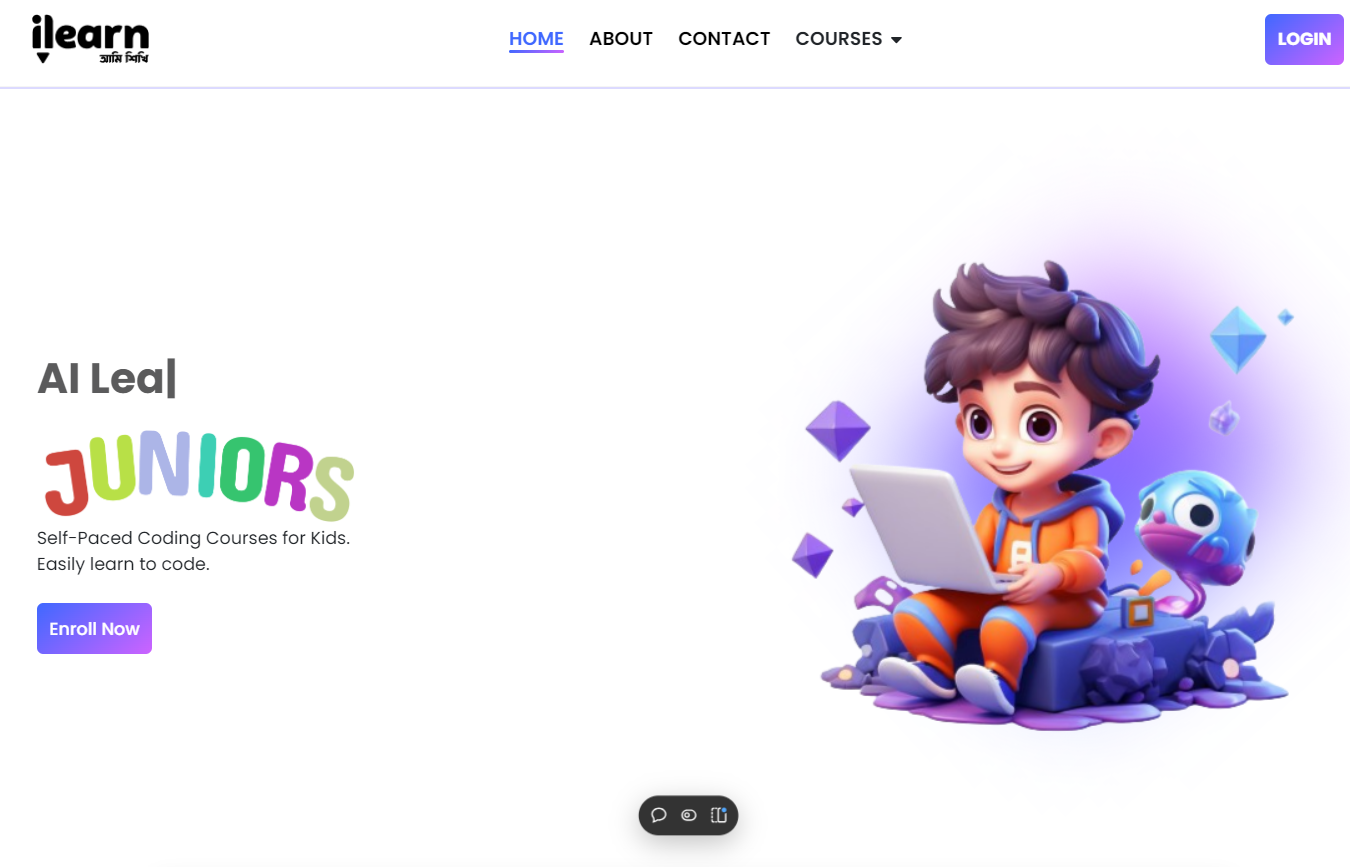 ilearn
আমি শিখি
HOME
ABOUT
CONTACT
COURSES
LOGIN
AI Lea|
JUNIORS
Self-Paced Coding Courses for Kids.
Easily learn to code.
Enroll Now